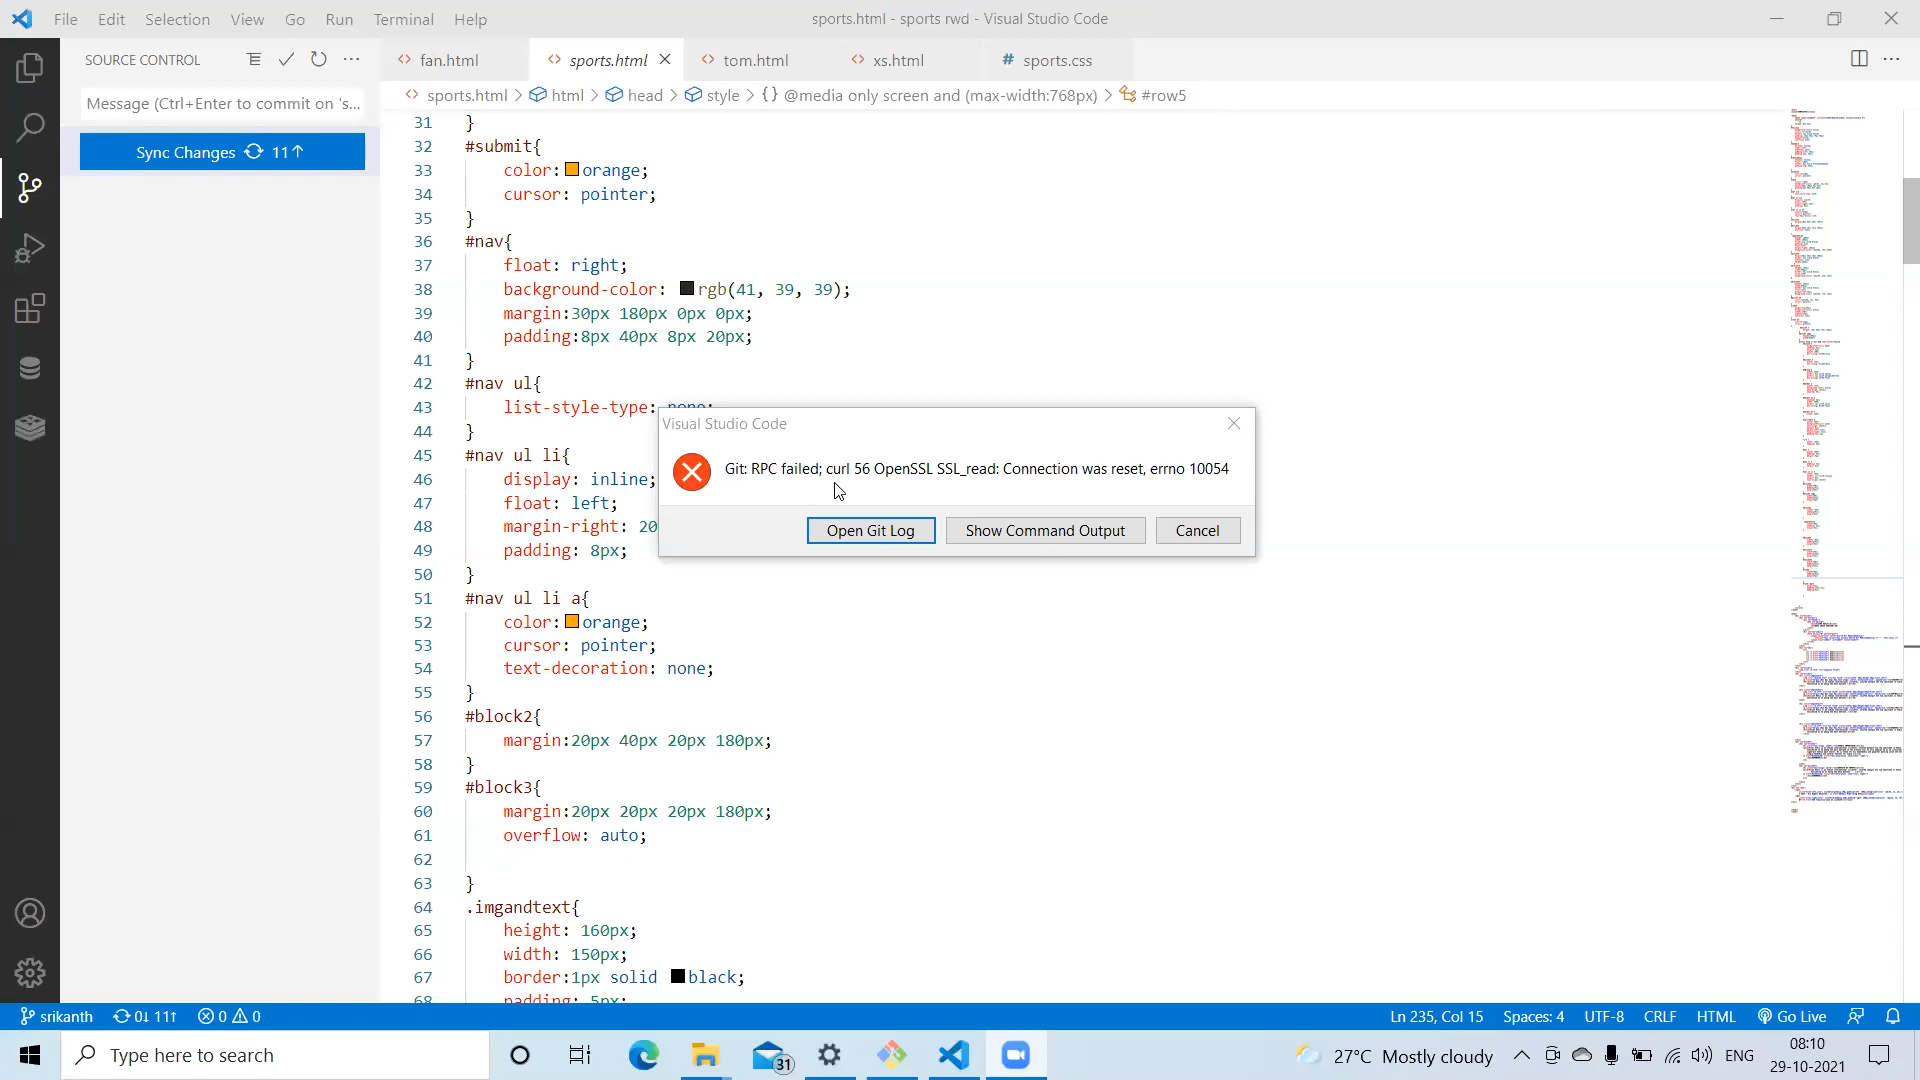 File Edit Selection View Go Run Terminal Help
sports.html - sports rwd - Visual Studio Code
SOURCE CONTROL
fan.html
sports.html
tom.html
xs.html
# sports.css
Message (Ctrl+Enter to commit on 's...
Sync Changes 11↑
sports.html > html > head > style > {} @media only screen and (max-width:768px) > #row5
31 }
32 #submit{
33 color: orange;
34 cursor: pointer;
35 }
36 #nav{
37 float: right;
38 background-color: rgb(41, 39, 39);
39 margin:30px 180px 0px 0px;
40 padding:8px 40px 8px 20px;
41 }
42 #nav ul{
43 list-style-type: none;
44 }
45 #nav ul li{
46 display: inline;
47 float: left;
48 margin-right: 20
49 padding: 8px;
50 }
51 #nav ul li a{
52 color: orange;
53 cursor: pointer;
54 text-decoration: none;
55 }
56 #block2{
57 margin:20px 40px 20px 180px;
58 }
59 #block3{
60 margin:20px 20px 20px 180px;
61 overflow: auto;
62
63 }
64 .imgandtext{
65 height: 160px;
66 width: 150px;
67 border:1px solid black;
68 padding: 5px;
Visual Studio Code
Git: RPC failed; curl 56 OpenSSL SSL_read: Connection was reset, errno 10054
Open Git Log
Show Command Output
Cancel
srikanth 0↓ 11↑ 0 0
Ln 235, Col 15 Spaces: 4 UTF-8 CRLF HTML Go Live
Type here to search
31
27°C Mostly cloudy
ENG
08:10
29-10-2021